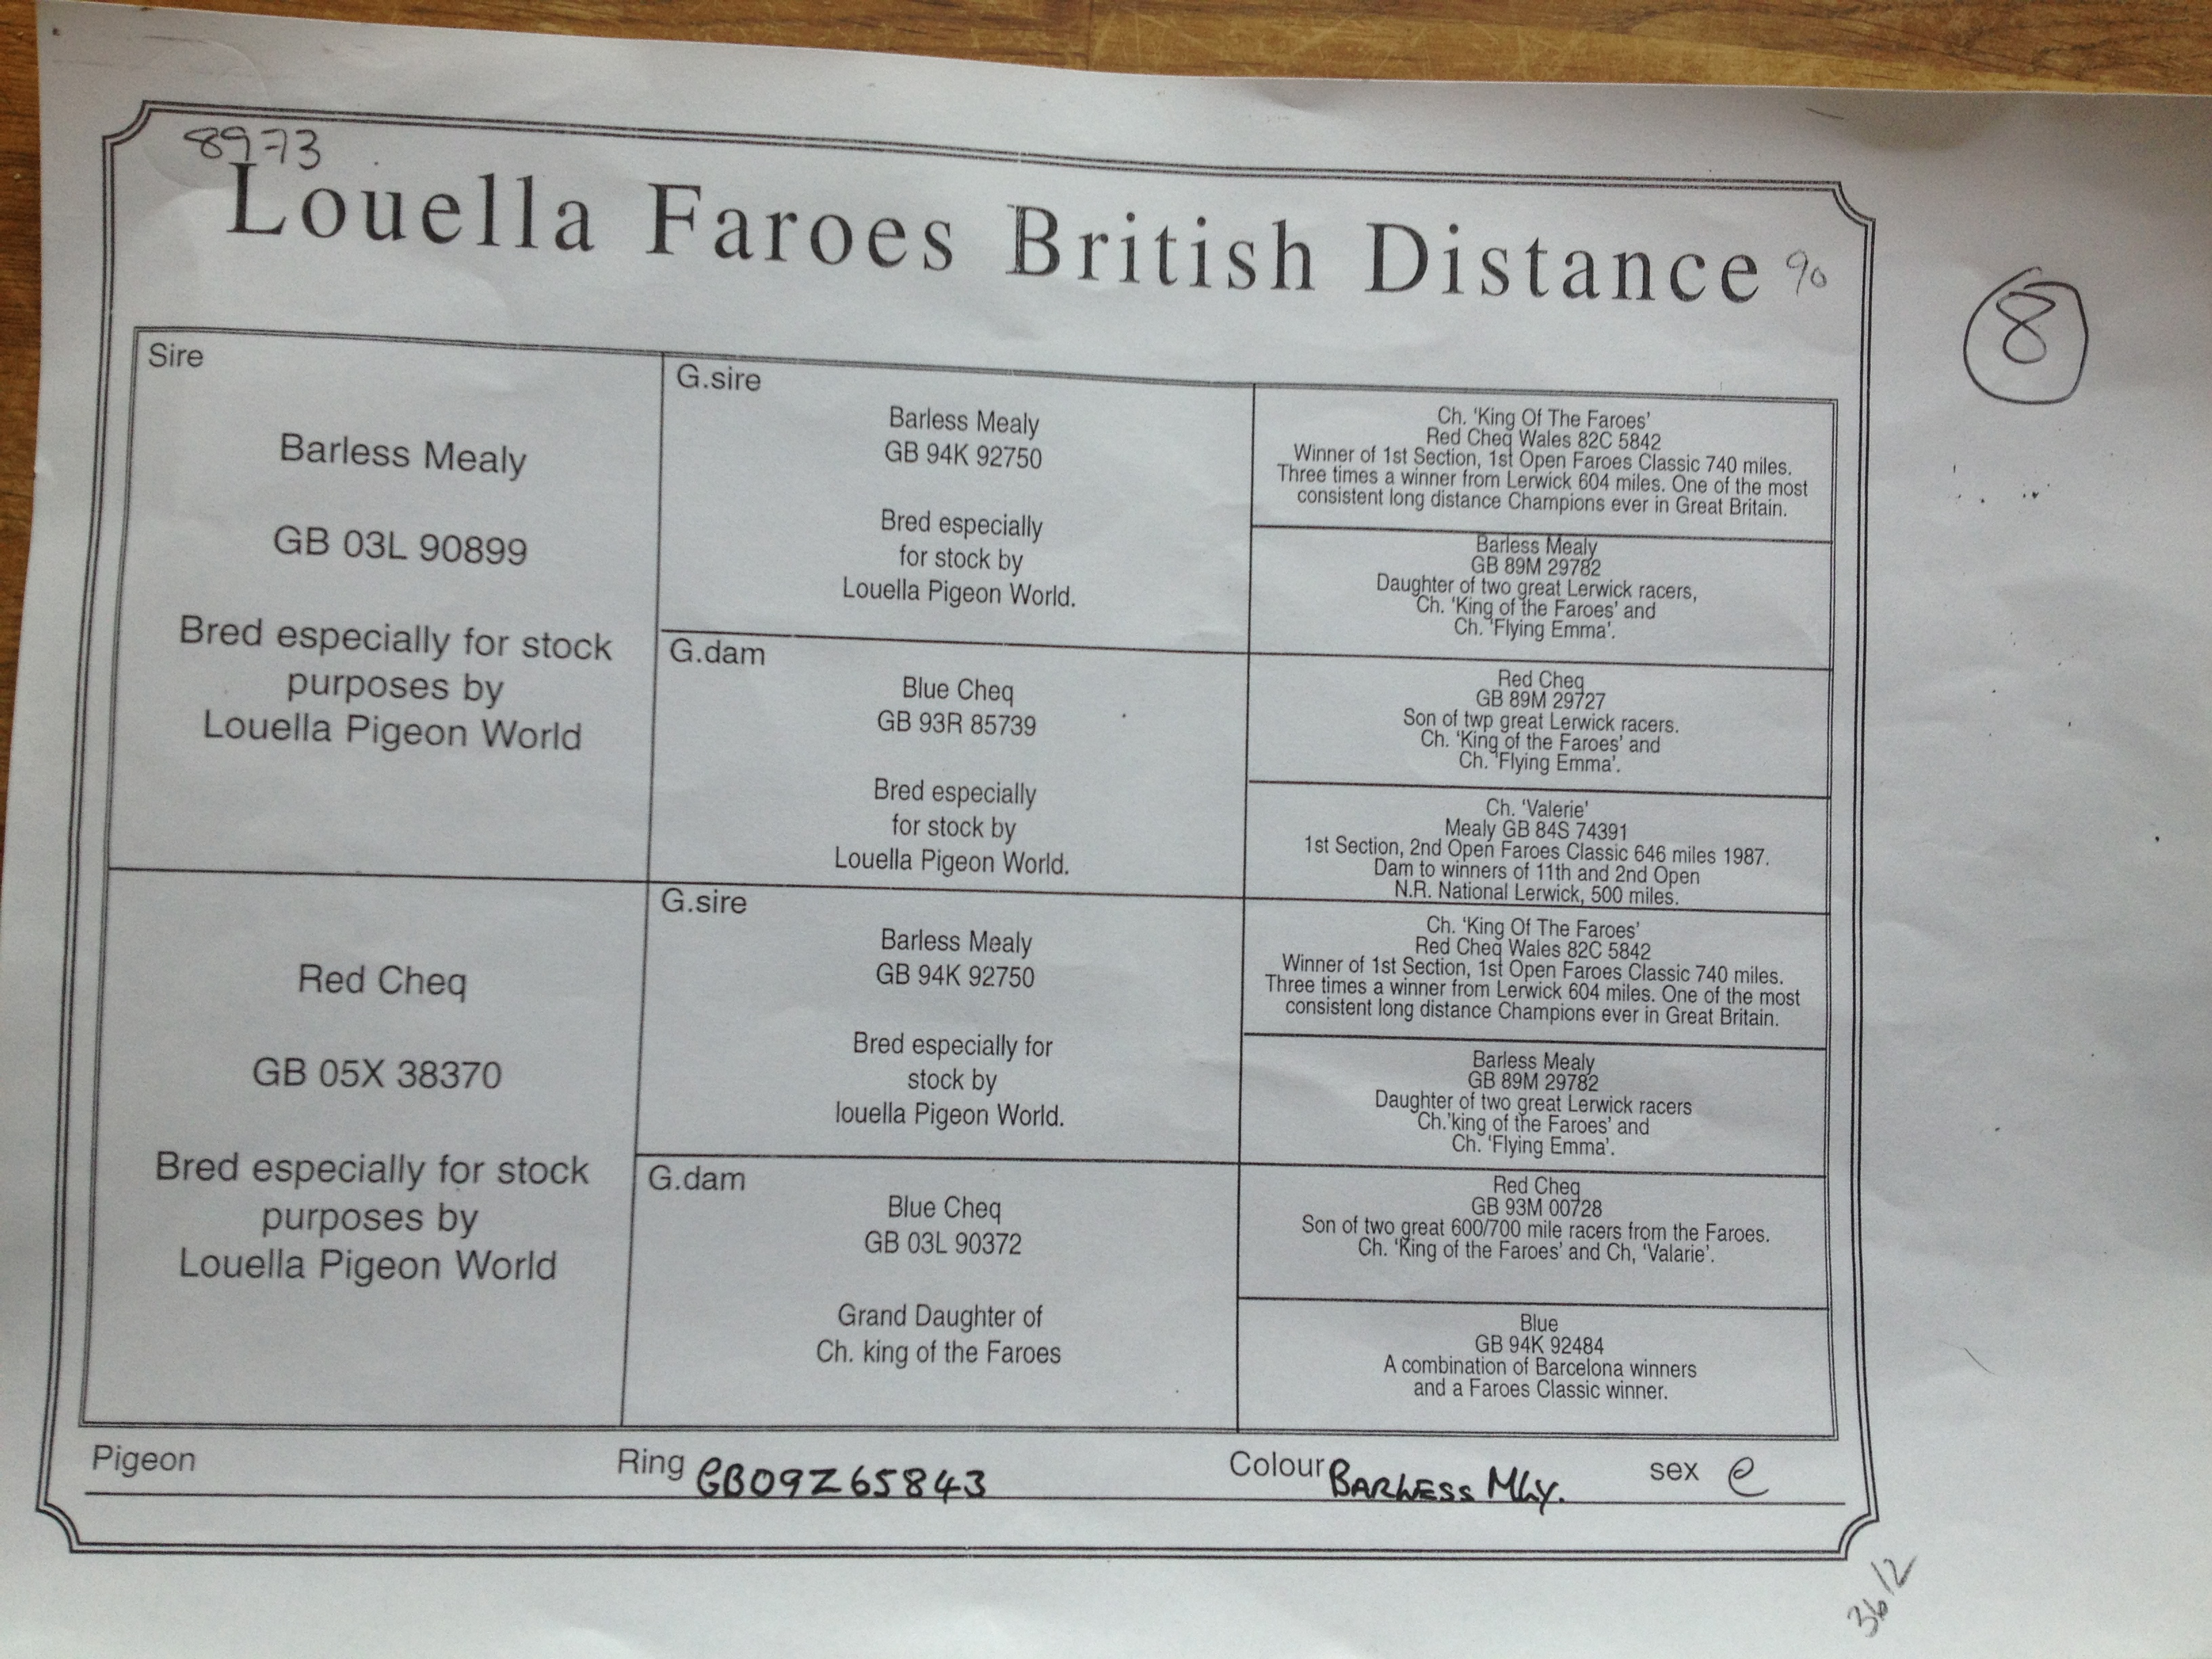 8973
Louella Faroes British Distance
90
8
Sire
Barless Mealy
GB 03L 90899
Bred especially for stock
purposes by
Louella Pigeon World
G.sire
Barless Mealy
GB 94K 92750
Bred especially
for stock by
Louella Pigeon World.
Ch. 'King Of The Faroes'
Red Cheq Wales 82C 5842
Winner of 1st Section, 1st Open Faroes Classic 740 miles.
Three times a winner from Lerwick 604 miles. One of the most
consistent long distance Champions ever in Great Britain.
Barless Mealy
GB 89M 29782
Daughter of two great Lerwick racers,
Ch. 'King of the Faroes' and
Ch. 'Flying Emma'.
G.dam
Blue Cheq
GB 93R 85739
Bred especially
for stock by
Louella Pigeon World.
Red Cheq
GB 89M 29727
Son of twp great Lerwick racers.
Ch. 'King of the Faroes' and
Ch. 'Flying Emma'.
Ch. 'Valerie'
Mealy GB 84S 74391
1st Section, 2nd Open Faroes Classic 646 miles 1987.
Dam to winners of 11th and 2nd Open
N.R. National Lerwick, 500 miles.
Red Cheq
GB 05X 38370
Bred especially for stock
purposes by
Louella Pigeon World
G.sire
Barless Mealy
GB 94K 92750
Bred especially for
stock by
louella Pigeon World.
Ch. 'King Of The Faroes'
Red Cheq Wales 82C 5842
Winner of 1st Section, 1st Open Faroes Classic 740 miles.
Three times a winner from Lerwick 604 miles. One of the most
consistent long distance Champions ever in Great Britain.
Barless Mealy
GB 89M 29782
Daughter of two great Lerwick racers
Ch.'king of the Faroes' and
Ch. 'Flying Emma'.
G.dam
Blue Cheq
GB 03L 90372
Grand Daughter of
Ch. king of the Faroes
Red Cheq
GB 93M 00728
Son of two great 600/700 mile racers from the Faroes.
Ch. 'King of the Faroes' and Ch, 'Valarie'.
Blue
GB 94K 92484
A combination of Barcelona winners
and a Faroes Classic winner.
Pigeon Ring GB09Z65843 Colour BARLESS MLY. sex
36/2